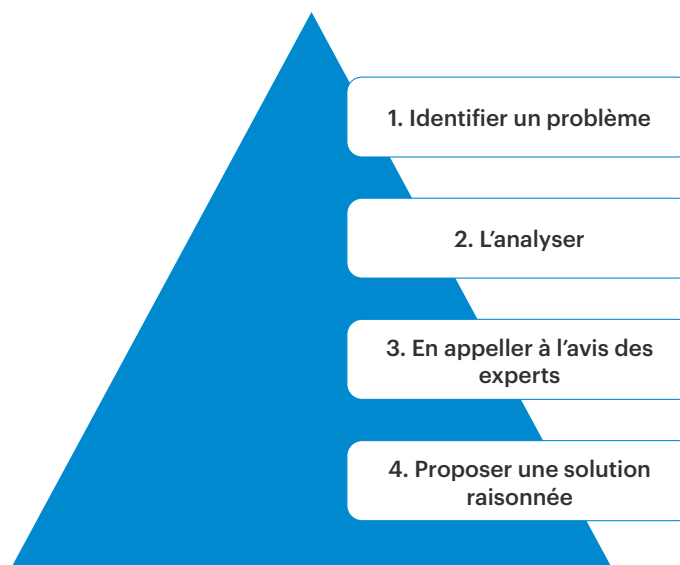 1. Identifier un problème
2. L’analyser
3. En appeller à l’avis des
experts
4. Proposer une solution
raisonnée